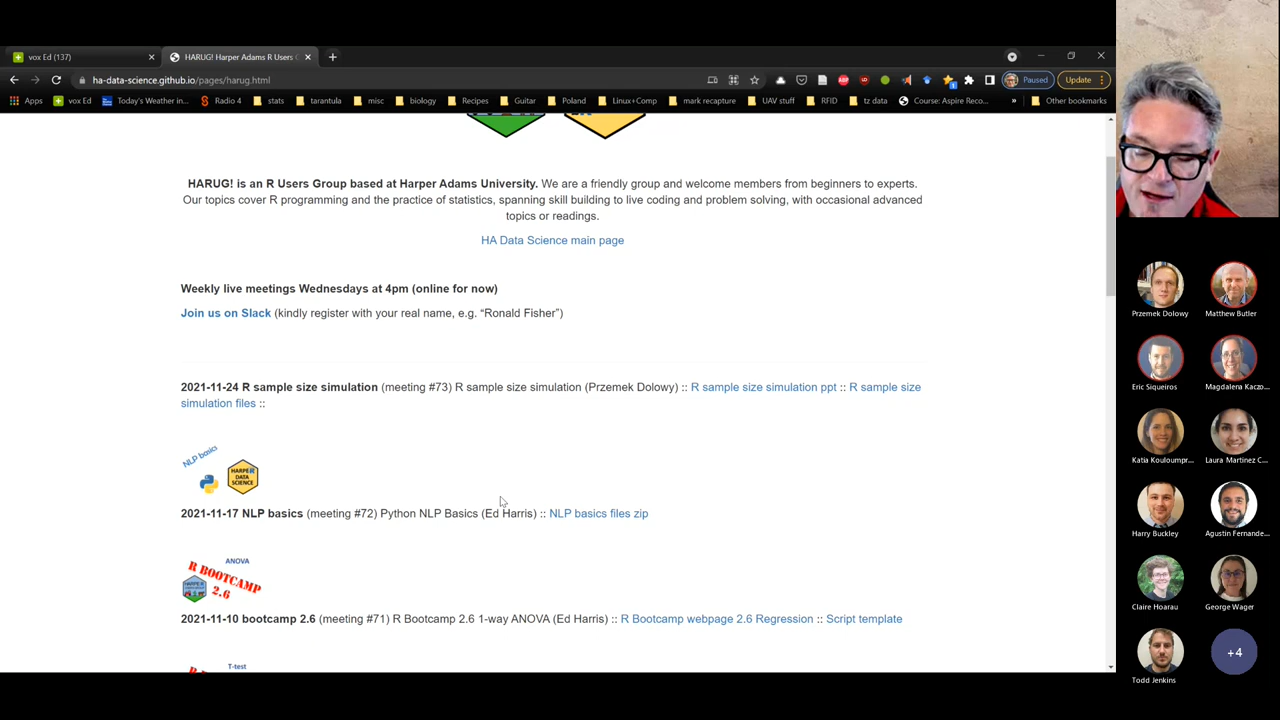 vox Ed (137)
HARUG! Harper Adams R Users G
ha-data-science.github.io/pages/harug.html
Paused
Update
Apps
vox Ed
Today's Weather in...
Radio 4
stats
tarantula
misc
biology
Recipes
Guitar
Poland
Linux+Comp
mark recapture
UAV stuff
RFID
tz data
Course: Aspire Reco...
»
Other bookmarks
HARUG! is an R Users Group based at Harper Adams University. We are a friendly group and welcome members from beginners to experts.
Our topics cover R programming and the practice of statistics, spanning skill building to live coding and problem solving, with occasional advanced
topics or readings.
HA Data Science main page
Weekly live meetings Wednesdays at 4pm (online for now)
Join us on Slack (kindly register with your real name, e.g. “Ronald Fisher”)
2021-11-24 R sample size simulation (meeting #73) R sample size simulation (Przemek Dolowy) :: R sample size simulation ppt :: R sample size
simulation files ::
NLP basics
HARPER
DATA
SCIENCE
2021-11-17 NLP basics (meeting #72) Python NLP Basics (Ed Harris) :: NLP basics files zip
ANOVA
R BOOTCAMP
2.6
2021-11-10 bootcamp 2.6 (meeting #71) R Bootcamp 2.6 1-way ANOVA (Ed Harris) :: R Bootcamp webpage 2.6 Regression :: Script template
T-test
Przemek Dolowy
Matthew Butler
Eric Siqueiros
Magdalena Kaczo...
Katia Kouloumpr...
Laura Martinez C...
Harry Buckley
Agustin Fernande...
Claire Hoarau
George Wager
Todd Jenkins
+4